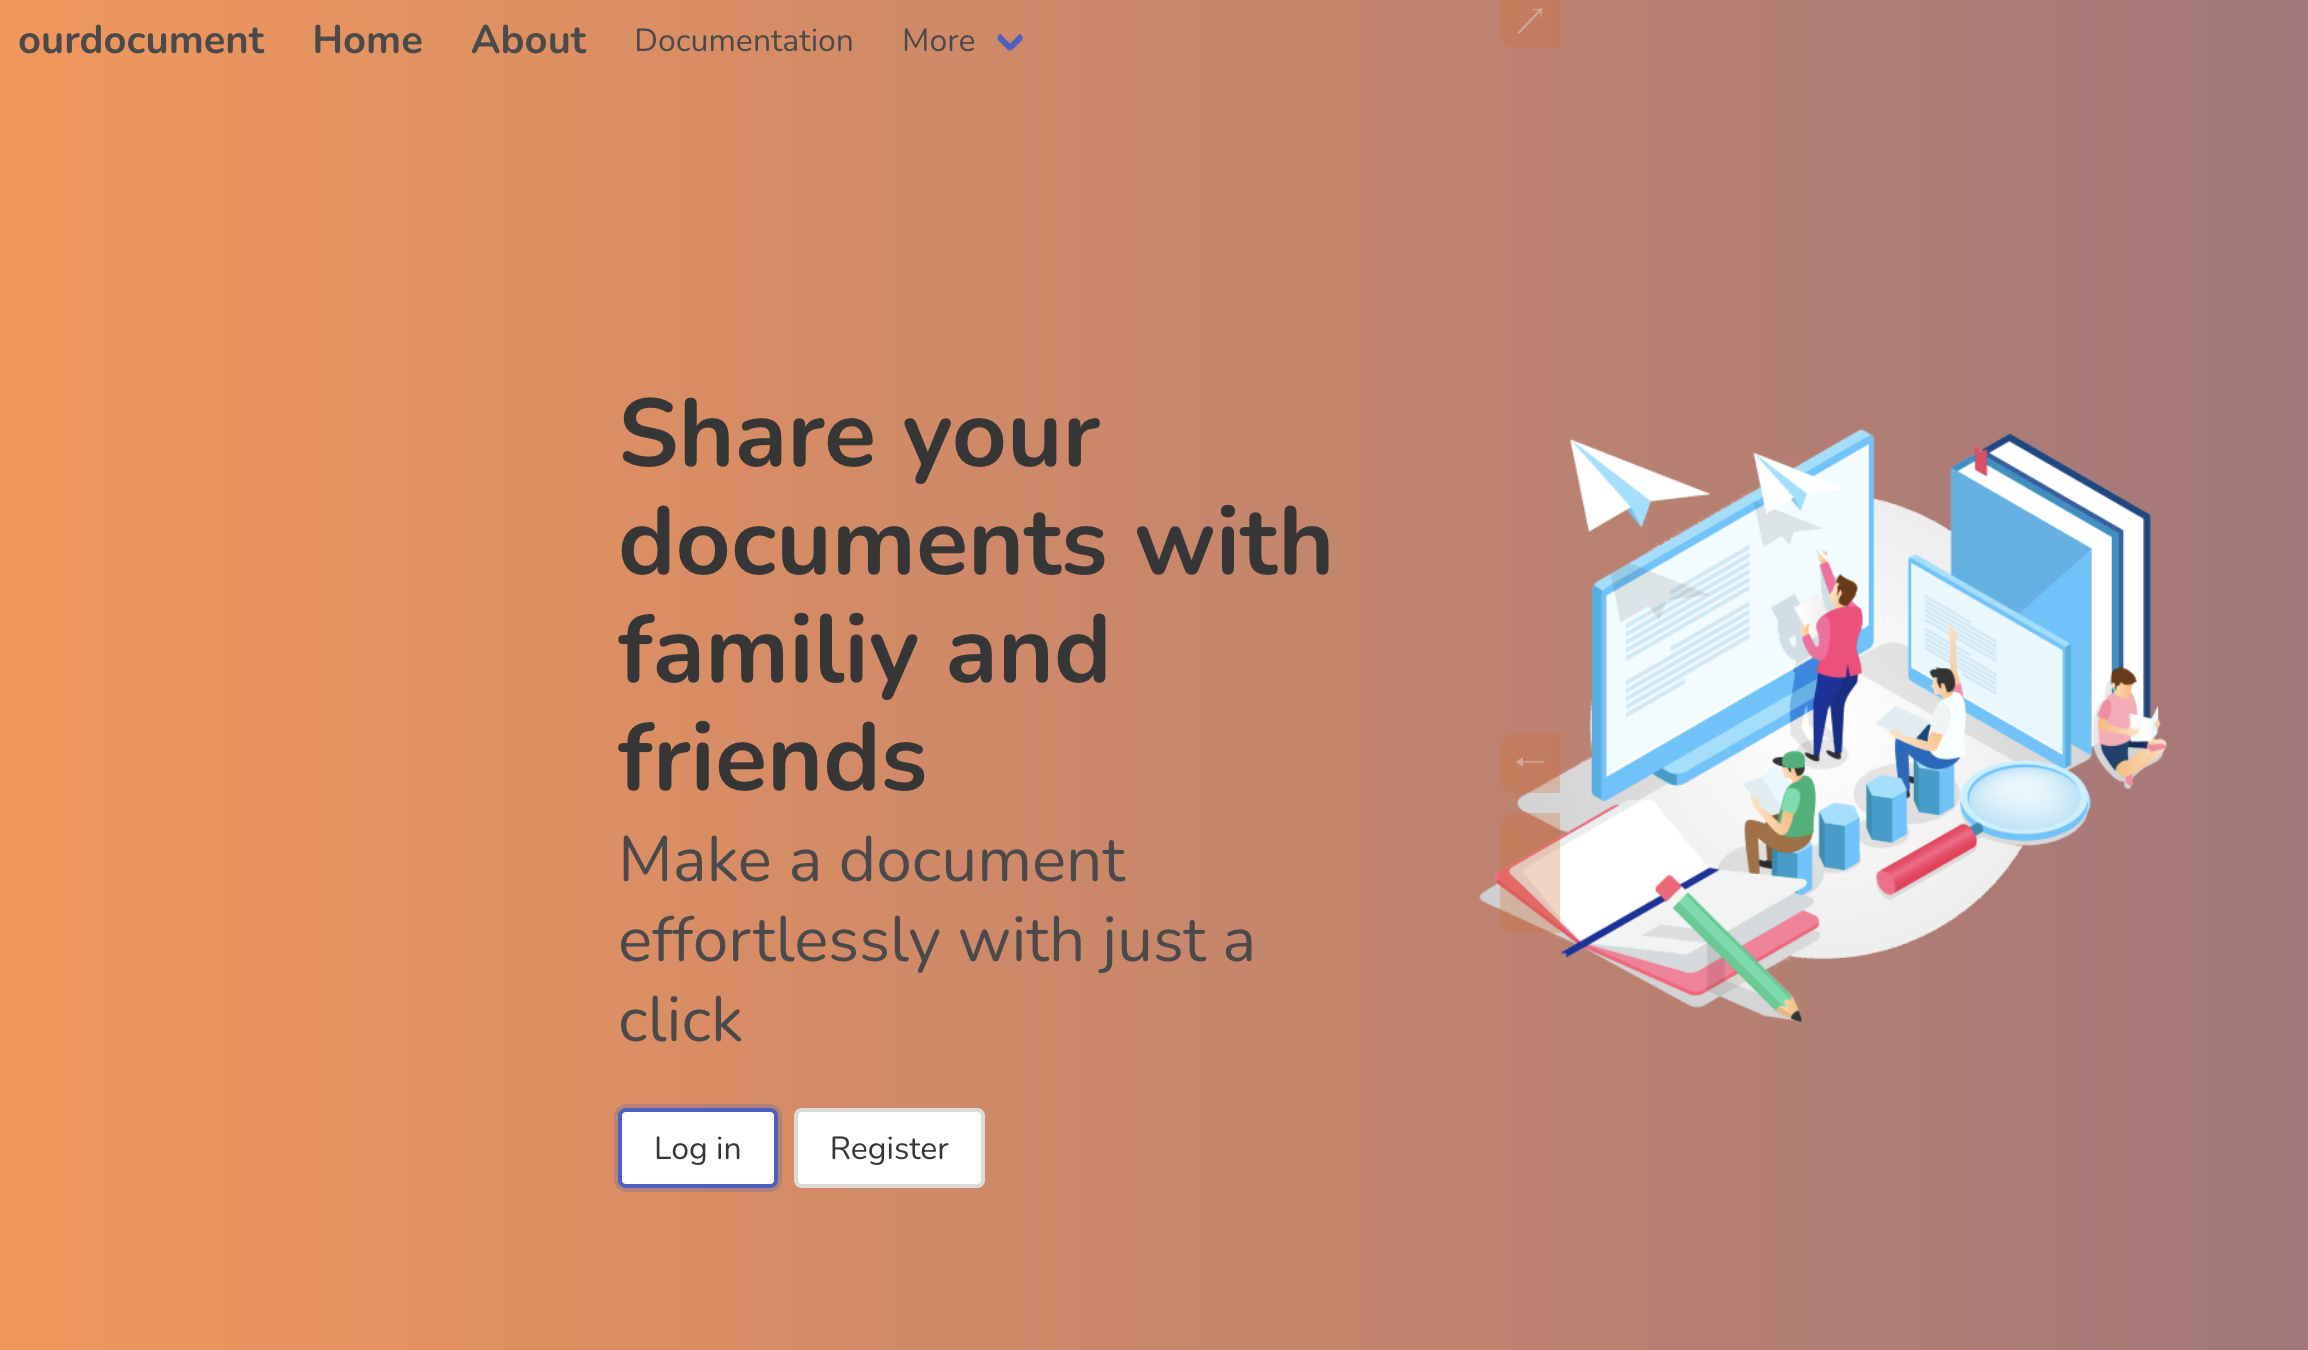 ourdocument Home About Documentation More
Share your
documents with
familiy and
friends
Make a document
effortlessly with just a
click
Log in Register